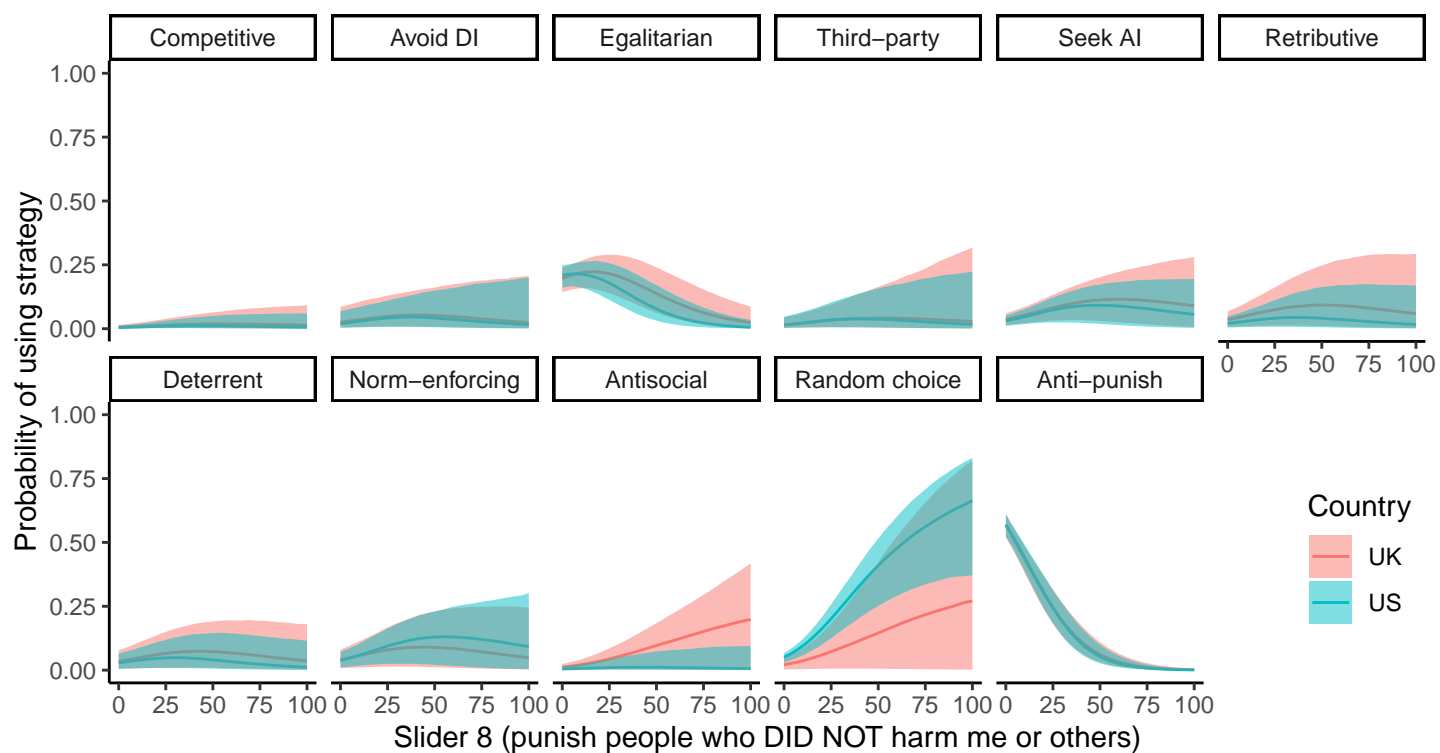 Competitive Avoid DI Egalitarian Third−party Seek AI Retributive
1.00
0.75
0.50
0.25
0.00
0 25 50 75 100
Deterrent Norm−enforcing Antisocial Random choice Anti−punish
1.00
0.75
0.50
0.25
0.00
0 25 50 75 100 0 25 50 75 100 0 25 50 75 100 0 25 50 75 100 0 25 50 75 100
Slider 8 (punish people who DID NOT harm me or others)
Probability of using strategy
Country
UK
US